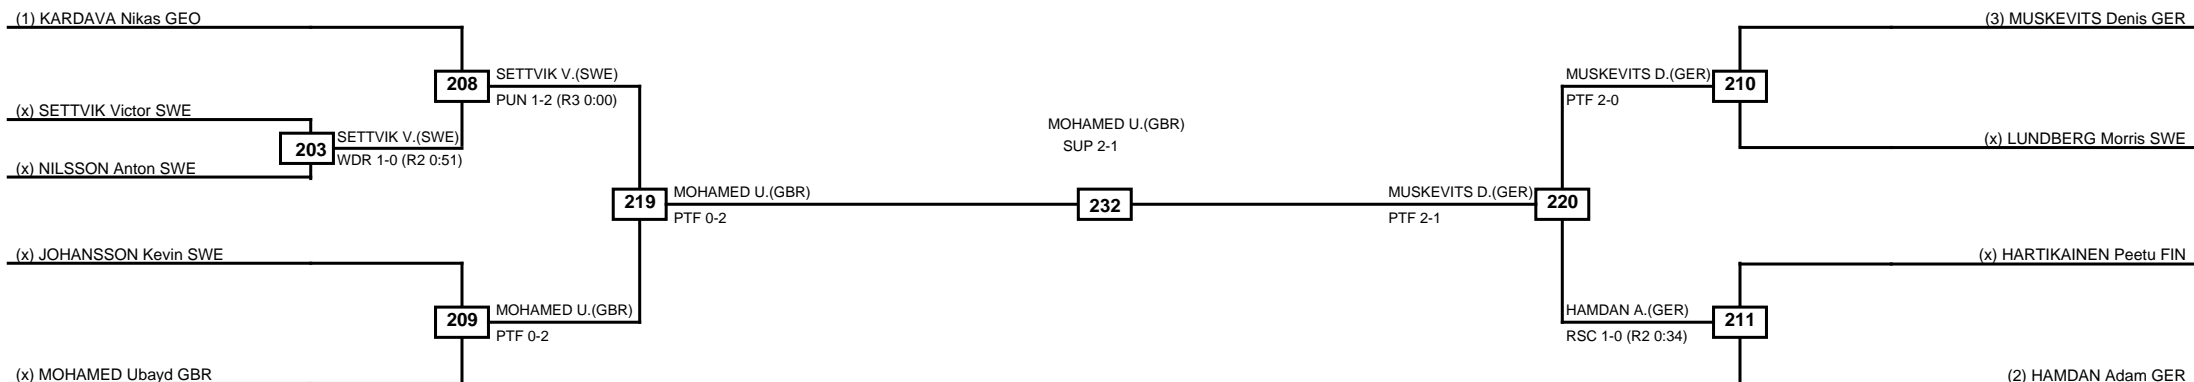 (1) KARDAVA Nikas GEO
(3) MUSKEVITS Denis GER
SETTVIK V.(SWE)
208
PUN 1-2 (R3 0:00)
MUSKEVITS D.(GER)
210
PTF 2-0
(x) SETTVIK Victor SWE
MOHAMED U.(GBR)
SUP 2-1
SETTVIK V.(SWE)
203
WDR 1-0 (R2 0:51)
(x) LUNDBERG Morris SWE
(x) NILSSON Anton SWE
MOHAMED U.(GBR)
219
PTF 0-2
232
MUSKEVITS D.(GER)
220
PTF 2-1
(x) JOHANSSON Kevin SWE
(x) HARTIKAINEN Peetu FIN
MOHAMED U.(GBR)
209
PTF 0-2
HAMDAN A.(GER)
211
RSC 1-0 (R2 0:34)
(x) MOHAMED Ubayd GBR
(2) HAMDAN Adam GER